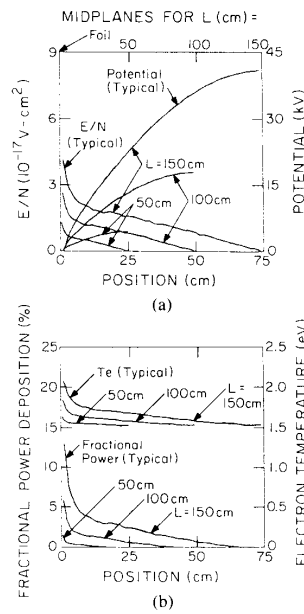 MIDPLANES FOR L (cm) =
0 50 100 150
Foil
9 45
Potential
(Typical)
6 30
E/N
(Typical)
L=150cm
3 15
50cm
100cm
0 0
0 25 50 75
POSITION (cm)
E/N (10-17 V-cm2)
POTENTIAL (kV)
(a)
25 2.5
Te (Typical)
20 2.0
50cm 100cm L=
150cm
15 1.5
Fractional
Power (Typical)
10 1.0
50cm
100cm
5 0.5
L=150cm
0 0
0 25 50 75
POSITION (cm)
FRACTIONAL POWER DEPOSITION (%)
ELECTRON TEMPERATURE (eV)
(b)